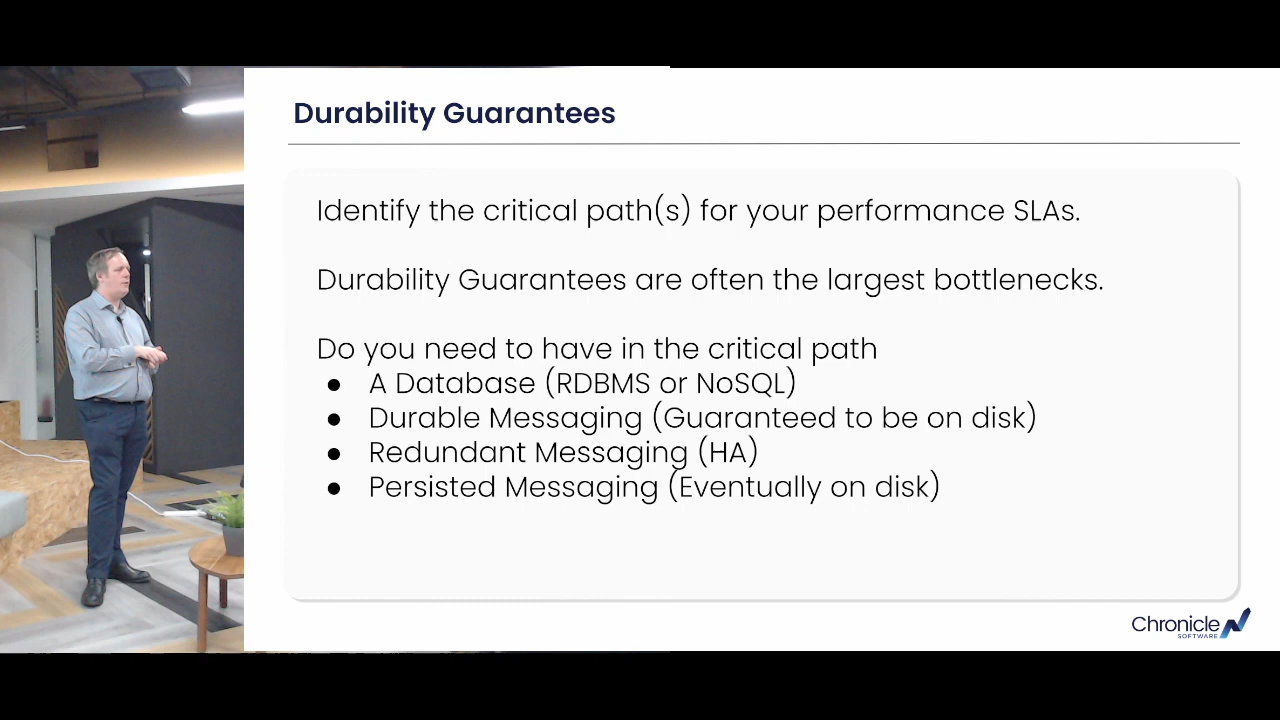 Durability Guarantees
Identify the critical path(s) for your performance SLAs.
Durability Guarantees are often the largest bottlenecks.
Do you need to have in the critical path
● A Database (RDBMS or NoSQL)
● Durable Messaging (Guaranteed to be on disk)
● Redundant Messaging (HA)
● Persisted Messaging (Eventually on disk)
Chronicle
SOFTWARE